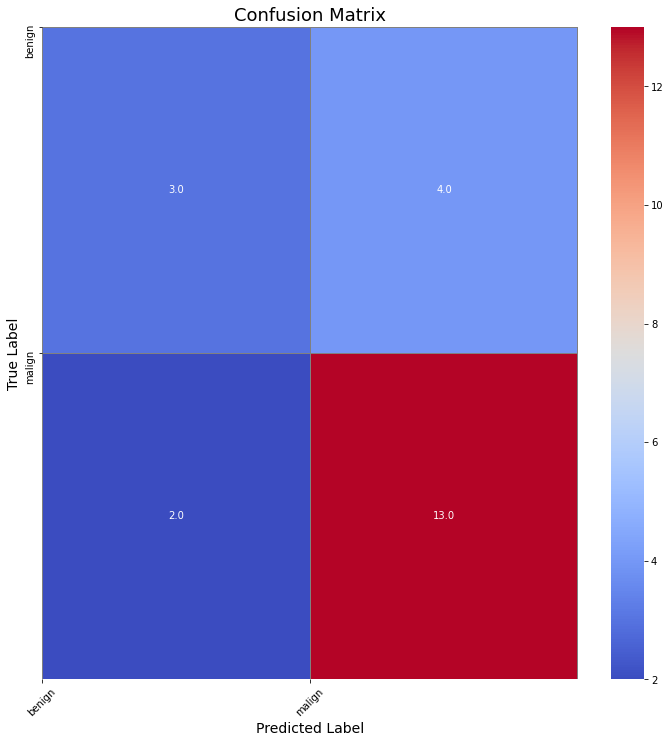 Confusion Matrix
benign
12
3.0
4.0
10
True Label
8
malign
6
2.0
13.0
4
2
benign
malign
Predicted Label